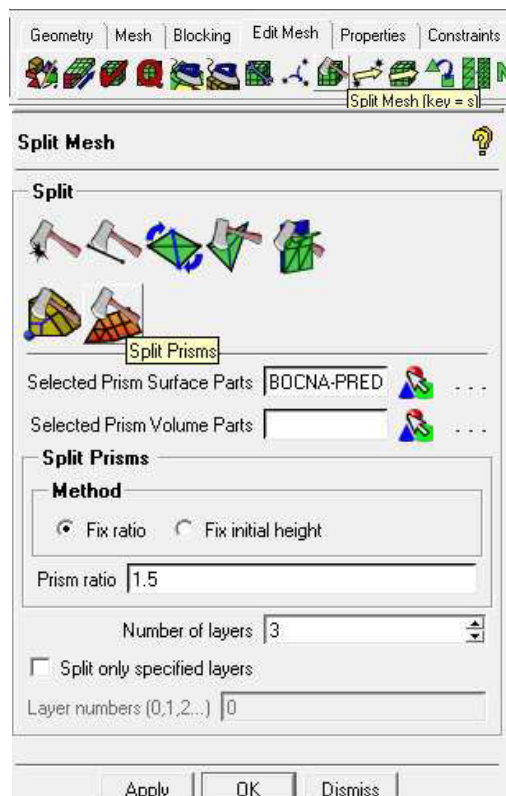 Geometry Mesh Blocking Edit Mesh Properties Constraints
Split Mesh (key = s)
Split Mesh
Split
Split Prisms
Selected Prism Surface Parts BOCNA-PRED ...
Selected Prism Volume Parts ...
Split Prisms
Method
Fix ratio Fix initial height
Prism ratio 1.5
Number of layers 3
Split only specified layers
Layer numbers (0,1,2...) 0
Apply OK Dismiss